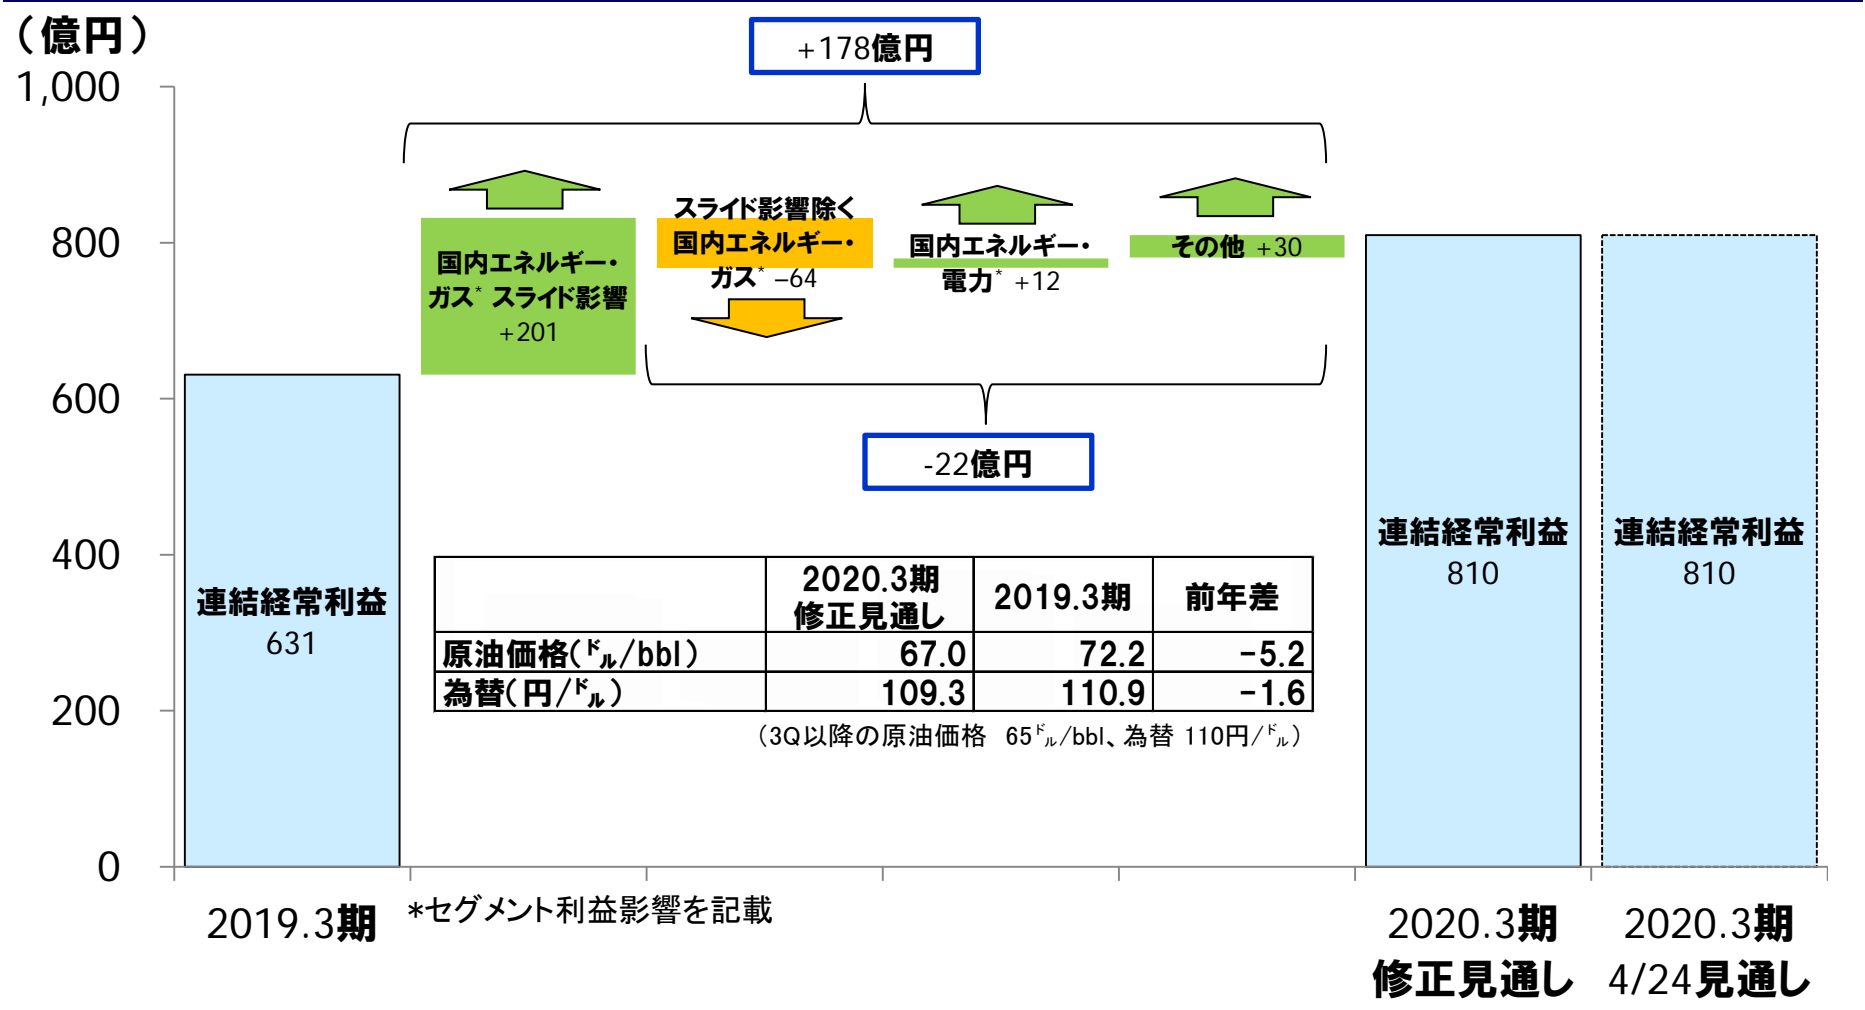 （億円）
1,000
800
600
400
200
0
+178億円
国内エネルギー・
ガス* スライド影響
+201
スライド影響除く
国内エネルギー・
ガス* –64
国内エネルギー・
電力* +12
その他 +30
-22億円
連結経常利益
631
連結経常利益
810
連結経常利益
810
2020.3期
修正見通し
2019.3期
前年差
原油価格(㌦/bbl) 67.0 72.2 -5.2
為替(円/㌦) 109.3 110.9 -1.6
（3Q以降の原油価格 65㌦/bbl、為替 110円/㌦）
2019.3期
*セグメント利益影響を記載
2020.3期
修正見通し
2020.3期
4/24見通し